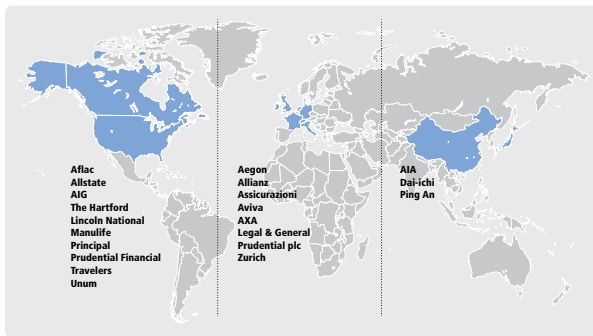 Aflac
Allstate
AIG
The Hartford
Lincoln National
Manulife
Principal
Prudential Financial
Travelers
Unum
Aegon
Allianz
Assicurazioni
Aviva
AXA
Legal & General
Prudential plc
Zurich
AIA
Dai-ichi
Ping An